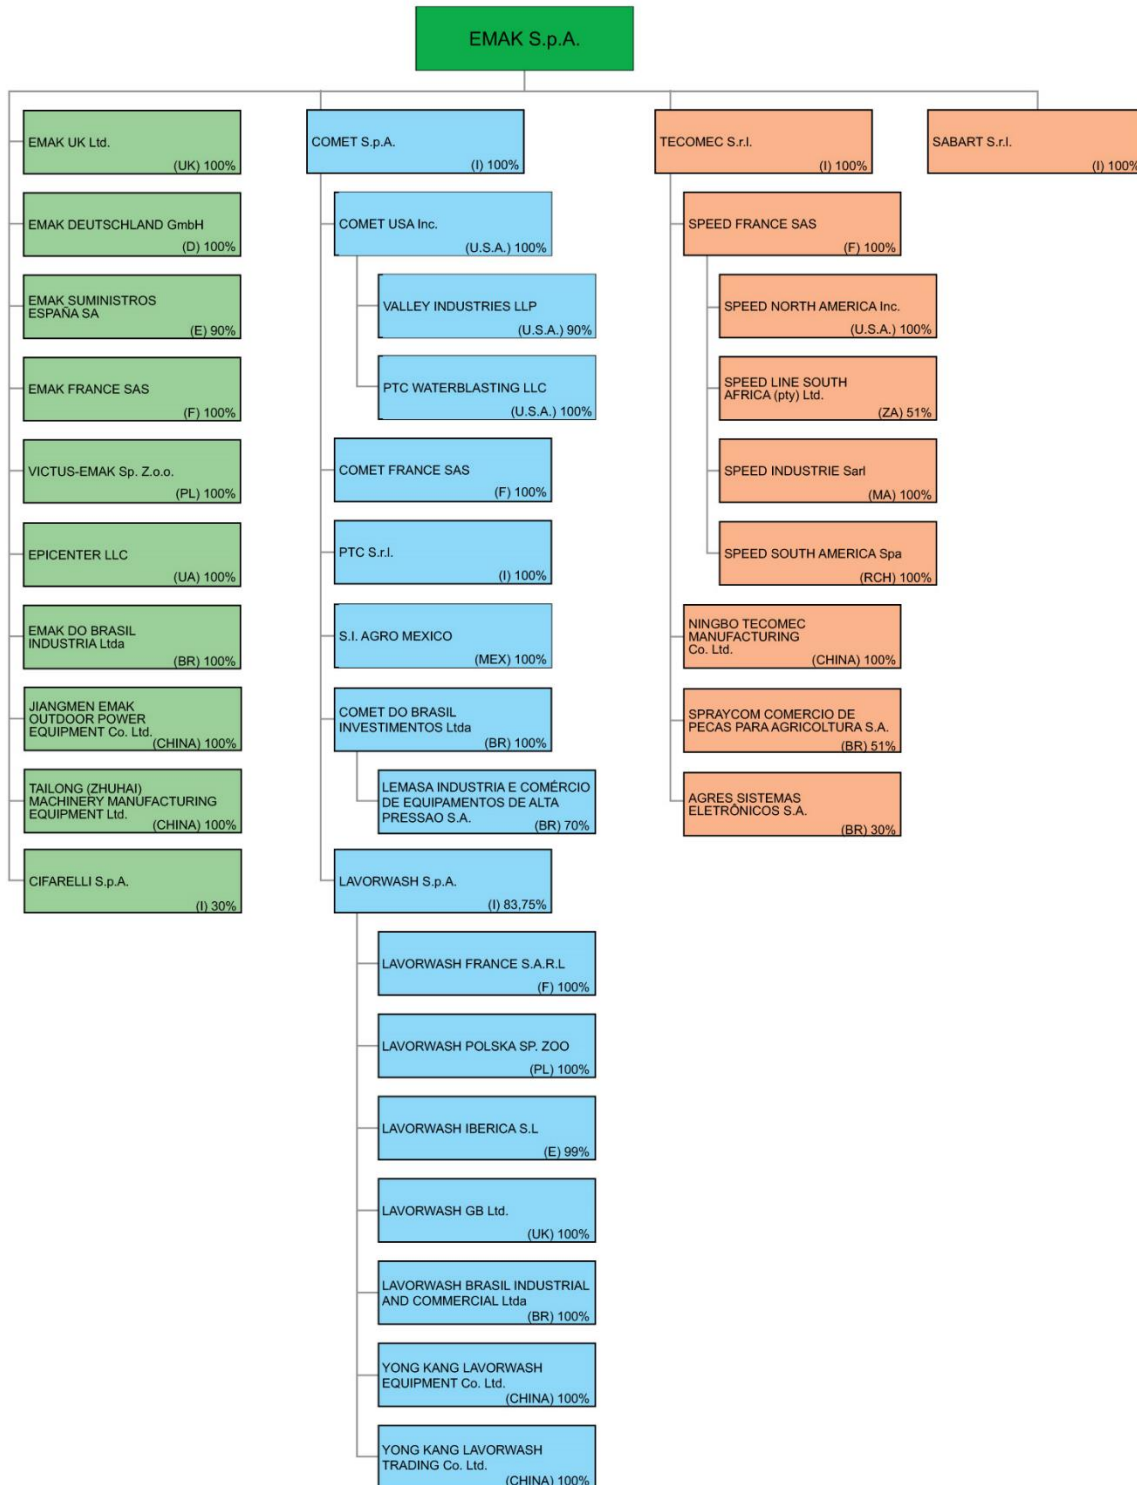 EMAK S.p.A.
EMAK UK Ltd.
(UK) 100%
EMAK DEUTSCHLAND GmbH
(D) 100%
EMAK SUMINISTROS
ESPAÑA SA
(E) 90%
EMAK FRANCE SAS
(F) 100%
VICTUS-EMAK Sp. Z.o.o.
(PL) 100%
EPICENTER LLC
(UA) 100%
EMAK DO BRASIL
INDUSTRIA Ltda
(BR) 100%
JIANGMEN EMAK
OUTDOOR POWER
EQUIPMENT Co. Ltd.
(CHINA) 100%
TAILONG (ZHUHAI)
MACHINERY MANUFACTURING
EQUIPMENT Ltd.
(CHINA) 100%
CIFARELLI S.p.A.
(I) 30%
COMET S.p.A.
(I) 100%
COMET USA Inc.
(U.S.A.) 100%
VALLEY INDUSTRIES LLP
(U.S.A.) 90%
PTC WATERBLASTING LLC
(U.S.A.) 100%
COMET FRANCE SAS
(F) 100%
PTC S.r.l.
(I) 100%
S.I. AGRO MEXICO
(MEX) 100%
COMET DO BRASIL
INVESTIMENTOS Ltda
(BR) 100%
LEMASA INDUSTRIA E COMÉRCIO
DE EQUIPAMENTOS DE ALTA
PRESSAO S.A.
(BR) 70%
LAVORWASH S.p.A.
(I) 83,75%
LAVORWASH FRANCE S.A.R.L
(F) 100%
LAVORWASH POLSKA SP. ZOO
(PL) 100%
LAVORWASH IBERICA S.L
(E) 99%
LAVORWASH GB Ltd.
(UK) 100%
LAVORWASH BRASIL INDUSTRIAL
AND COMMERCIAL Ltda
(BR) 100%
YONG KANG LAVORWASH
EQUIPMENT Co. Ltd.
(CHINA) 100%
YONG KANG LAVORWASH
TRADING Co. Ltd.
(CHINA) 100%
TECOMEC S.r.l.
(I) 100%
SPEED FRANCE SAS
(F) 100%
SPEED NORTH AMERICA Inc.
(U.S.A.) 100%
SPEED LINE SOUTH
AFRICA (pty) Ltd.
(ZA) 51%
SPEED INDUSTRIE Sarl
(MA) 100%
SPEED SOUTH AMERICA Spa
(RCH) 100%
NINGBO TECOMEC
MANUFACTURING
Co. Ltd.
(CHINA) 100%
SPRAYCOM COMERCIO DE
PECAS PARA AGRICOLTURA S.A.
(BR) 51%
AGRES SISTEMAS
ELETRÔNICOS S.A.
(BR) 30%
SABART S.r.l.
(I) 100%